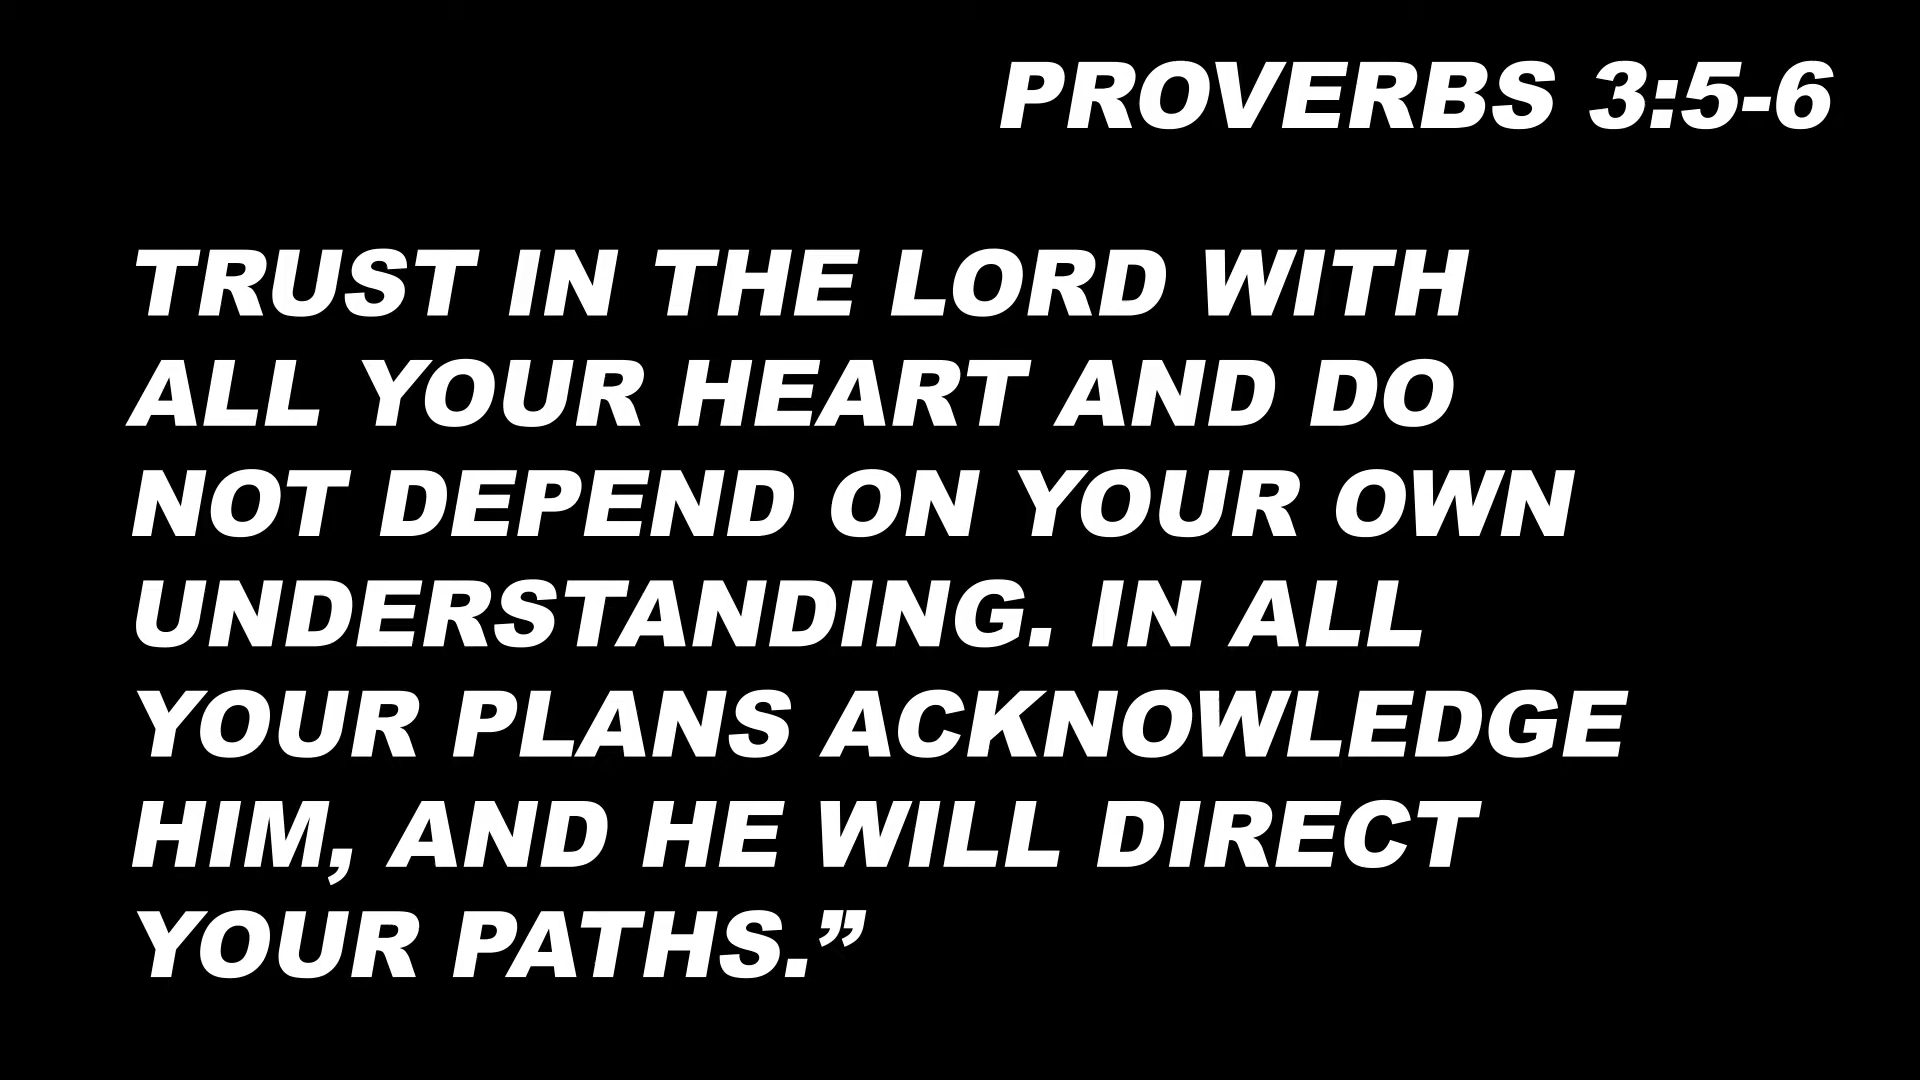 PROVERBS 3:5-6
TRUST IN THE LORD WITH
ALL YOUR HEART AND DO
NOT DEPEND ON YOUR OWN
UNDERSTANDING. IN ALL
YOUR PLANS ACKNOWLEDGE
HIM, AND HE WILL DIRECT
YOUR PATHS.”